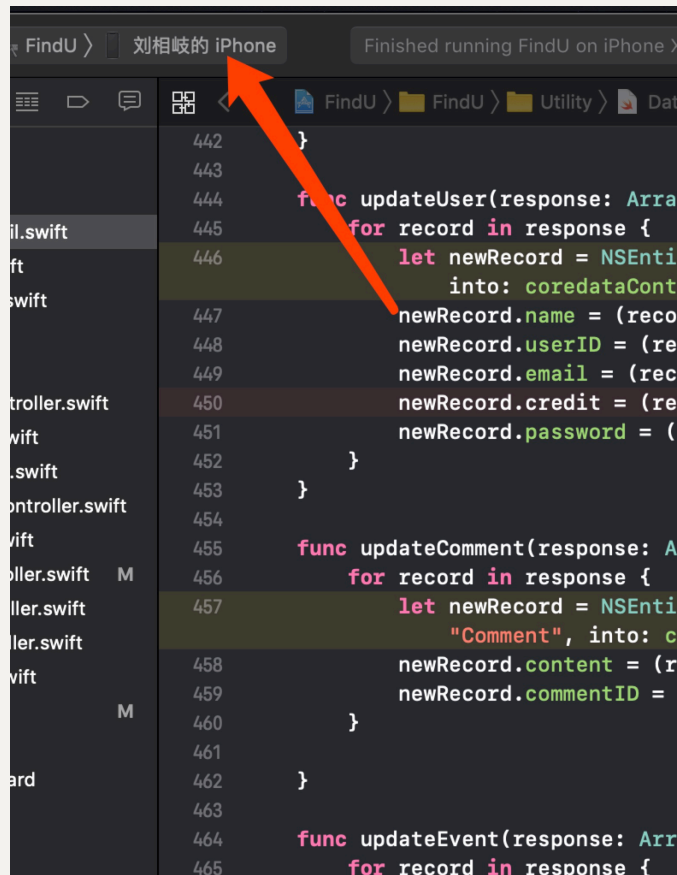 FindU 〉 刘相岐的 iPhone
Finished running FindU on iPhone X
FindU 〉 FindU 〉 Utility 〉 Dat
442 }
443
444 func updateUser(response: Arra
il.swift
445 for record in response {
446 let newRecord = NSEnti
ft
into: coredataCont
swift
447 newRecord.name = (reco
448 newRecord.userID = (re
449 newRecord.email = (rec
troller.swift
450 newRecord.credit = (re
wift
451 newRecord.password = (
452 }
.swift
453 }
ontroller.swift
454
vift
455 func updateComment(response: A
oller.swift M
456 for record in response {
ller.swift
457 let newRecord = NSEnti
ller.swift
"Comment", into: c
458 newRecord.content = (r
vift
459 newRecord.commentID =
M
460 }
461
ard
462 }
463
464 func updateEvent(response: Arr
465 for record in response {